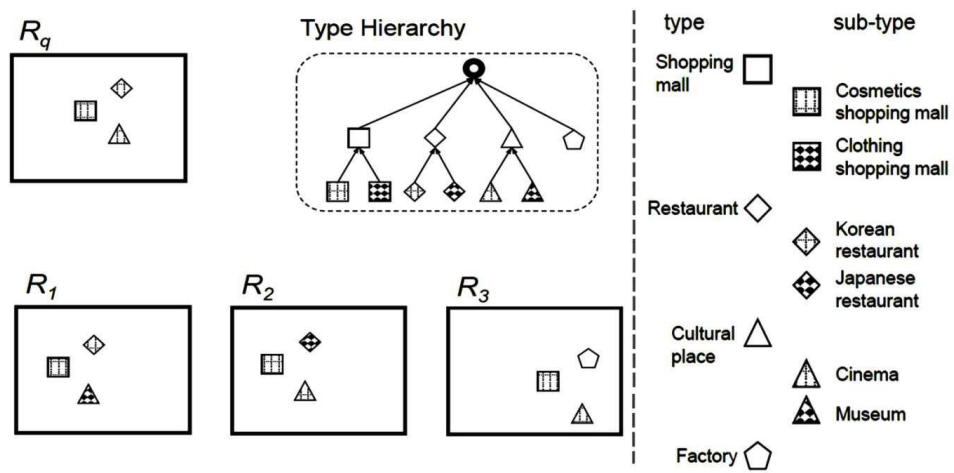 R_q
Type Hierarchy
type
sub-type
Shopping
mall
Cosmetics
shopping mall
Clothing
shopping mall
Restaurant
Korean
restaurant
Japanese
restaurant
R_1
R_2
R_3
Cultural
place
Cinema
Museum
Factory